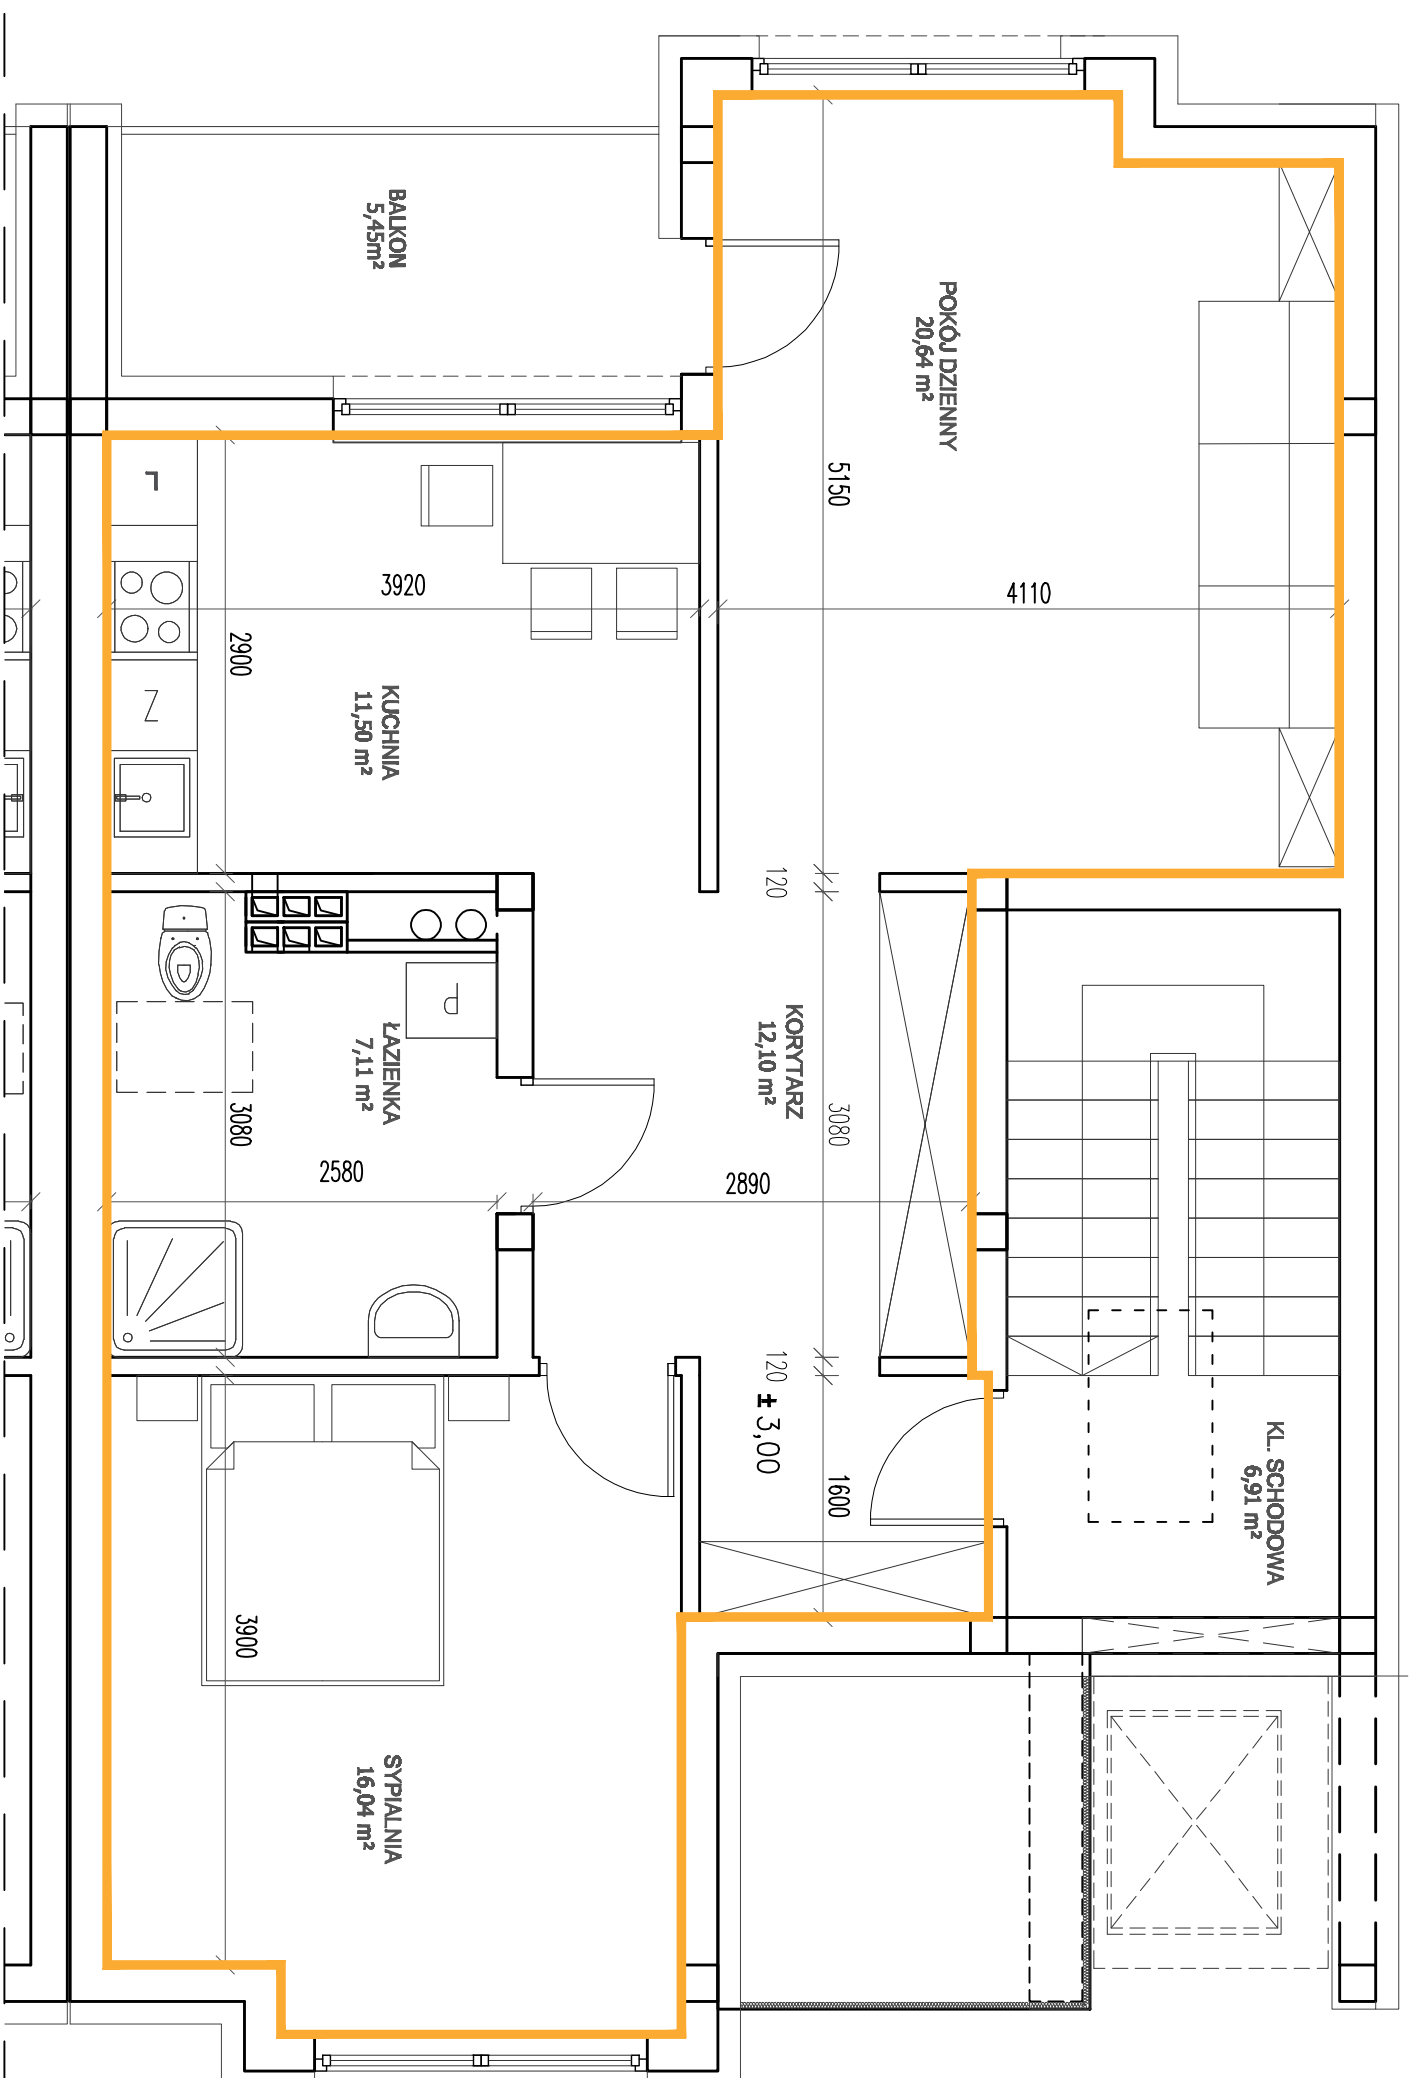 BALKON
5,45m²
POKÓJ DZIENNY
20,64 m²
5150
L
3920
4110
2900
Z
KUCHNIA
11,50 m²
120
KORYTARZ
12,10 m²
P
ŁAZIENKA
7,11 m²
3080
3080
2580
2890
120
± 3,00
1600
KL. SCHODOWA
6,91 m²
3900
SYPIALNIA
16,04 m²